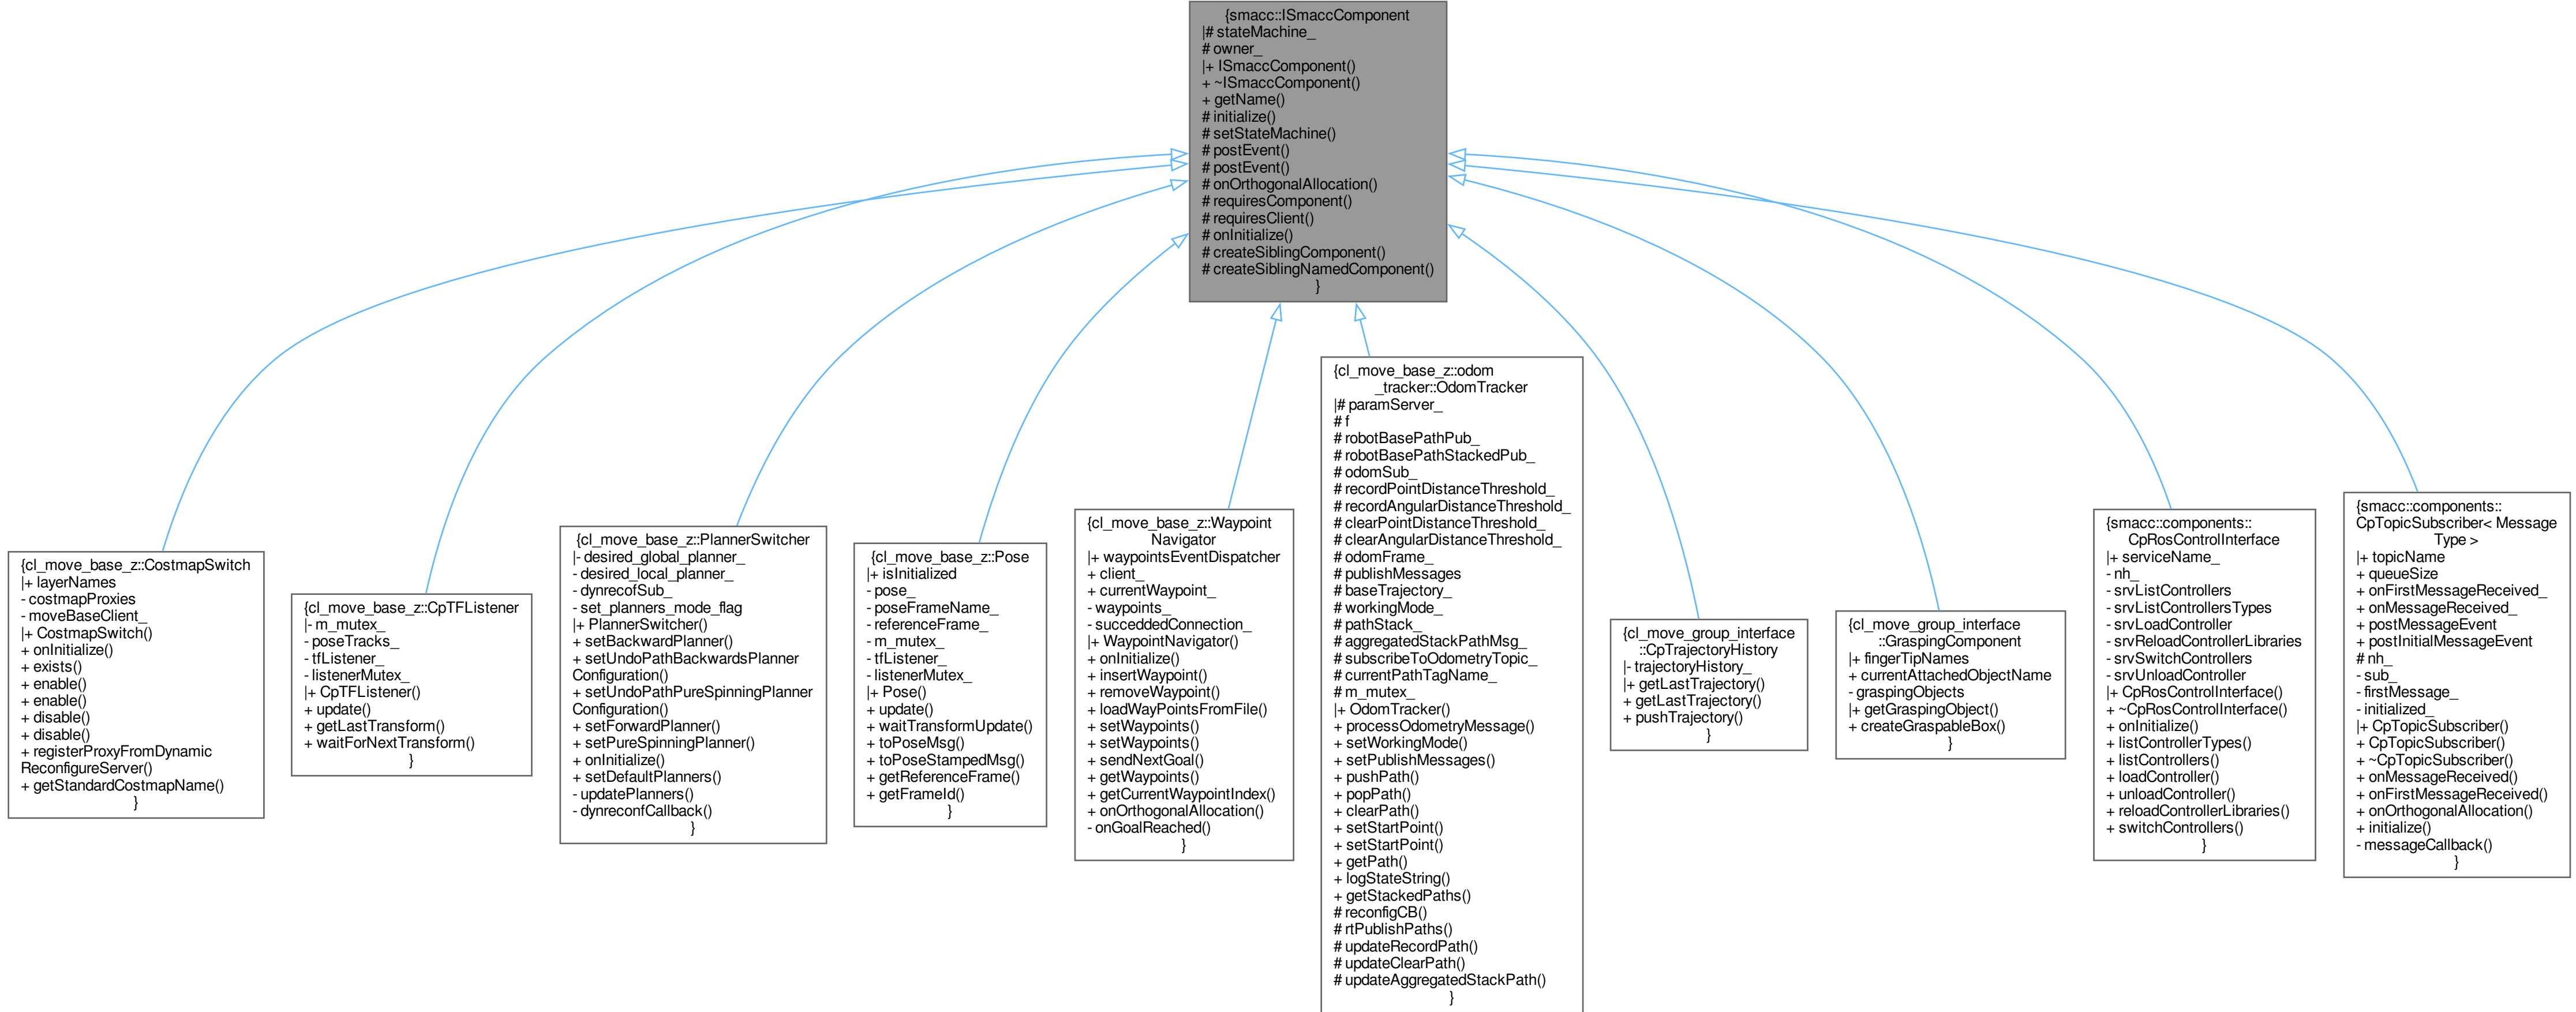 {smacc::ISmaccComponent
|# stateMachine_
# owner_
|+ ISmaccComponent()
+ ~ISmaccComponent()
+ getName()
# initialize()
# setStateMachine()
# postEvent()
# postEvent()
# onOrthogonalAllocation()
# requiresComponent()
# requiresClient()
# onInitialize()
# createSiblingComponent()
# createSiblingNamedComponent()
}
{cl_move_base_z::CostmapSwitch
|+ layerNames
- costmapProxies
- moveBaseClient_
|+ CostmapSwitch()
+ onInitialize()
+ exists()
+ enable()
+ enable()
+ disable()
+ disable()
+ registerProxyFromDynamic
ReconfigureServer()
+ getStandardCostmapName()
}
{cl_move_base_z::CpTFListener
|- m_mutex_
- poseTracks_
- tfListener_
- listenerMutex_
|+ CpTFListener()
+ update()
+ getLastTransform()
+ waitForNextTransform()
}
{cl_move_base_z::PlannerSwitcher
|- desired_global_planner_
- desired_local_planner_
- dynrecofSub_
- set_planners_mode_flag
|+ PlannerSwitcher()
+ setBackwardPlanner()
+ setUndoPathBackwardsPlanner
Configuration()
+ setUndoPathPureSpinningPlanner
Configuration()
+ setForwardPlanner()
+ setPureSpinningPlanner()
+ onInitialize()
+ setDefaultPlanners()
- updatePlanners()
- dynreconfCallback()
}
{cl_move_base_z::Pose
|+ isInitialized
- pose_
- poseFrameName_
- referenceFrame_
- m_mutex_
- tfListener_
- listenerMutex_
|+ Pose()
+ update()
+ waitTransformUpdate()
+ toPoseMsg()
+ toPoseStampedMsg()
+ getReferenceFrame()
+ getFrameId()
}
{cl_move_base_z::Waypoint
Navigator
|+ waypointsEventDispatcher
+ client_
+ currentWaypoint_
- waypoints_
- succeddedConnection_
|+ WaypointNavigator()
+ onInitialize()
+ insertWaypoint()
+ removeWaypoint()
+ loadWayPointsFromFile()
+ setWaypoints()
+ setWaypoints()
+ sendNextGoal()
+ getWaypoints()
+ getCurrentWaypointIndex()
+ onOrthogonalAllocation()
- onGoalReached()
}
{cl_move_base_z::odom
_tracker::OdomTracker
|# paramServer_
# f
# robotBasePathPub_
# robotBasePathStackedPub_
# odomSub_
# recordPointDistanceThreshold_
# recordAngularDistanceThreshold_
# clearPointDistanceThreshold_
# clearAngularDistanceThreshold_
# odomFrame_
# publishMessages
# baseTrajectory_
# workingMode_
# pathStack_
# aggregatedStackPathMsg_
# subscribeToOdometryTopic_
# currentPathTagName_
# m_mutex_
|+ OdomTracker()
+ processOdometryMessage()
+ setWorkingMode()
+ setPublishMessages()
+ pushPath()
+ popPath()
+ clearPath()
+ setStartPoint()
+ setStartPoint()
+ getPath()
+ logStateString()
+ getStackedPaths()
# reconfigCB()
# rtPublishPaths()
# updateRecordPath()
# updateClearPath()
# updateAggregatedStackPath()
}
{cl_move_group_interface
::CpTrajectoryHistory
|- trajectoryHistory_
|+ getLastTrajectory()
+ getLastTrajectory()
+ pushTrajectory()
}
{cl_move_group_interface
::GraspingComponent
|+ fingerTipNames
+ currentAttachedObjectName
- graspingObjects
|+ getGraspingObject()
+ createGraspableBox()
}
{smacc::components::
CpRosControlInterface
|+ serviceName_
- nh_
- srvListControllers
- srvListControllersTypes
- srvLoadController
- srvReloadControllerLibraries
- srvSwitchControllers
- srvUnloadController
|+ CpRosControlInterface()
+ ~CpRosControlInterface()
+ onInitialize()
+ listControllerTypes()
+ listControllers()
+ loadController()
+ unloadController()
+ reloadControllerLibraries()
+ switchControllers()
}
{smacc::components::
CpTopicSubscriber< Message
Type >
|+ topicName
+ queueSize
+ onFirstMessageReceived_
+ onMessageReceived_
+ postMessageEvent
+ postInitialMessageEvent
# nh_
- sub_
- firstMessage_
- initialized_
|+ CpTopicSubscriber()
+ CpTopicSubscriber()
+ ~CpTopicSubscriber()
+ onMessageReceived()
+ onFirstMessageReceived()
+ onOrthogonalAllocation()
+ initialize()
- messageCallback()
}